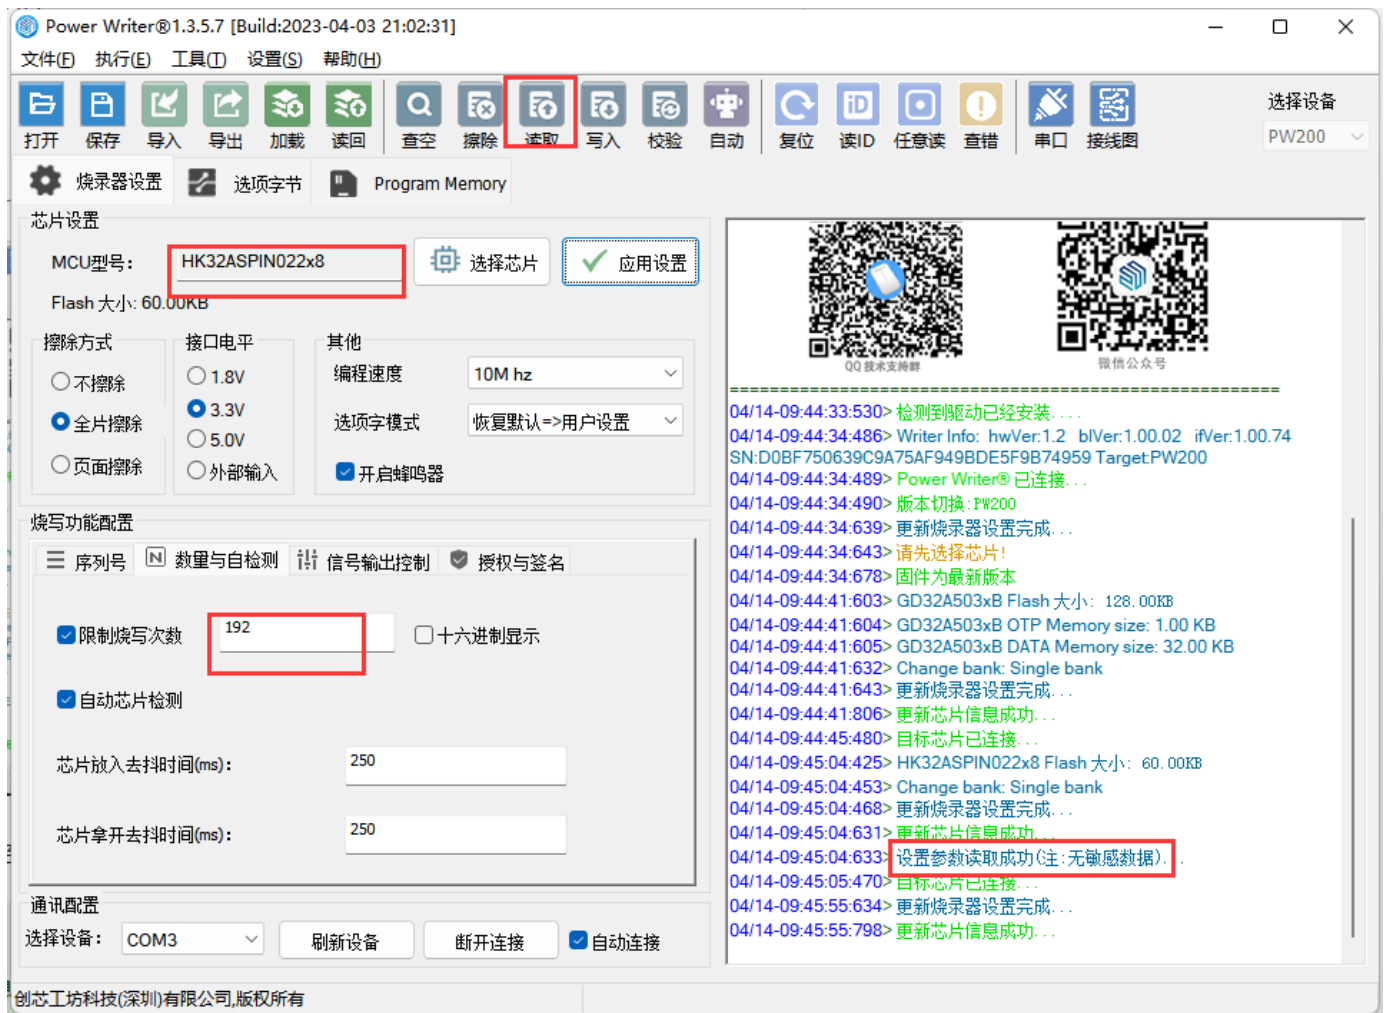 Power Writer®1.3.5.7 [Build:2023-04-03 21:02:31]
文件(F) 执行(E) 工具(T) 设置(S) 帮助(H)
打开 保存 导入 导出 加载 读回 查空 擦除 读取 写入 校验 自动 复位 读ID 任意读 查错 串口 接线图
选择设备
PW200
烧录器设置 选项字节 Program Memory
芯片设置
MCU型号: HK32ASPIN022x8 选择芯片 应用设置
Flash 大小: 60.00KB
擦除方式
不擦除
全片擦除
页面擦除
接口电平
1.8V
3.3V
5.0V
外部输入
其他
编程速度 10M hz
选项字模式 恢复默认=>用户设置
开启蜂鸣器
烧写功能配置
序列号 数量与自检测 信号输出控制 授权与签名
限制烧写次数 192 十六进制显示
自动芯片检测
芯片放入去抖时间(ms): 250
芯片拿开去抖时间(ms): 250
通讯配置
选择设备: COM3 刷新设备 断开连接 自动连接
QQ 技术支持群 微信公众号
================================================
04/14-09:44:33:530> 检测到驱动已经安装....
04/14-09:44:34:486> Writer Info: hwVer:1.2 blVer:1.00.02 ifVer:1.00.74
SN:D0BF750639C9A75AF949BDE5F9B74959 Target:PW200
04/14-09:44:34:489> Power Writer® 已连接...
04/14-09:44:34:490> 版本切换:PW200
04/14-09:44:34:639> 更新烧录器设置完成...
04/14-09:44:34:643> 请先选择芯片!
04/14-09:44:34:678> 固件为最新版本
04/14-09:44:41:603> GD32A503xB Flash 大小: 128.00KB
04/14-09:44:41:604> GD32A503xB OTP Memory size: 1.00 KB
04/14-09:44:41:605> GD32A503xB DATA Memory size: 32.00 KB
04/14-09:44:41:632> Change bank: Single bank
04/14-09:44:41:643> 更新烧录器设置完成...
04/14-09:44:41:806> 更新芯片信息成功...
04/14-09:44:45:480> 目标芯片已连接...
04/14-09:45:04:425> HK32ASPIN022x8 Flash 大小: 60.00KB
04/14-09:45:04:453> Change bank: Single bank
04/14-09:45:04:468> 更新烧录器设置完成...
04/14-09:45:04:631> 更新芯片信息成功...
04/14-09:45:04:633> 设置参数读取成功(注:无敏感数据)...
04/14-09:45:05:470> 目标芯片已连接...
04/14-09:45:55:634> 更新烧录器设置完成...
04/14-09:45:55:798> 更新芯片信息成功...
创芯工坊科技(深圳)有限公司,版权所有